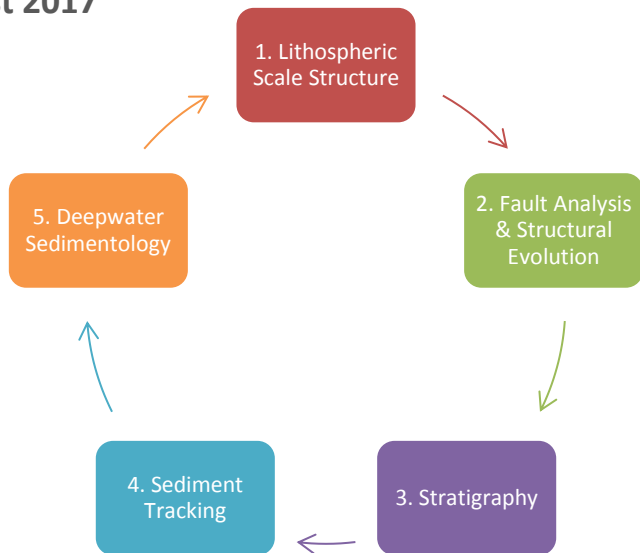 2017
1. Lithospheric
Scale Structure
2. Fault Analysis
& Structural
Evolution
3. Stratigraphy
4. Sediment
Tracking
5. Deepwater
Sedimentology